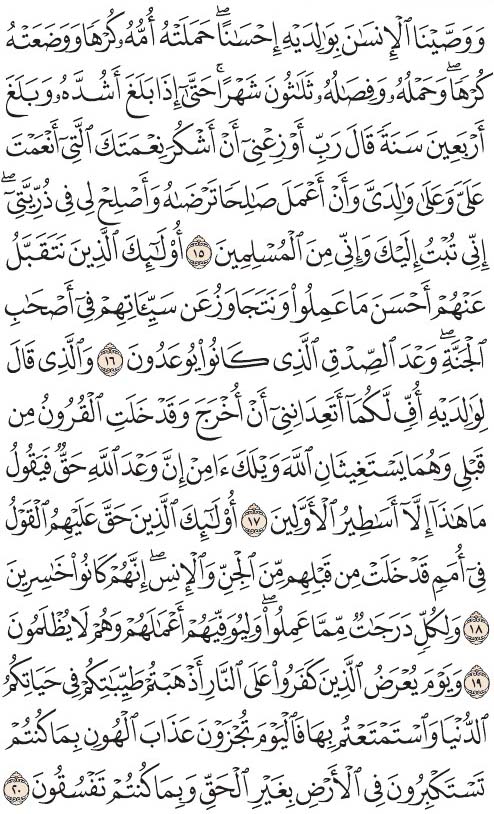 وَوَصَّيْنَا ٱلْإِنسَٰنَ بِوَٰلِدَيْهِ إِحْسَٰنًاۖ حَمَلَتْهُ أُمُّهُۥ كُرْهًا وَوَضَعَتْهُ
كُرْهًاۖ وَحَمْلُهُۥ وَفِصَٰلُهُۥ ثَلَٰثُونَ شَهْرًاۚ حَتَّىٰٓ إِذَا بَلَغَ أَشُدَّهُۥ وَبَلَغَ
أَرْبَعِينَ سَنَةً قَالَ رَبِّ أَوْزِعْنِىٓ أَنْ أَشْكُرَ نِعْمَتَكَ ٱلَّتِىٓ أَنْعَمْتَ
عَلَىَّ وَعَلَىٰ وَٰلِدَىَّ وَأَنْ أَعْمَلَ صَٰلِحًا تَرْضَىٰهُ وَأَصْلِحْ لِى فِى ذُرِّيَّتِىٓۖ
إِنِّى تُبْتُ إِلَيْكَ وَإِنِّى مِنَ ٱلْمُسْلِمِينَ ١٥ أُو۟لَٰٓئِكَ ٱلَّذِينَ نَتَقَبَّلُ
عَنْهُمْ أَحْسَنَ مَا عَمِلُوا۟ وَنَتَجَاوَزُ عَن سَيِّـَٔاتِهِمْ فِىٓ أَصْحَٰبِ
ٱلْجَنَّةِۖ وَعْدَ ٱلصِّدْقِ ٱلَّذِى كَانُوا۟ يُوعَدُونَ ١٦ وَٱلَّذِى قَالَ
لِوَٰلِدَيْهِ أُفٍّ لَّكُمَآ أَتَعِدَانِنِىٓ أَنْ أُخْرَجَ وَقَدْ خَلَتِ ٱلْقُرُونُ مِن
قَبْلِى وَهُمَا يَسْتَغِيثَانِ ٱللَّهَ وَيْلَكَ ءَامِنْ إِنَّ وَعْدَ ٱللَّهِ حَقٌّ فَيَقُولُ
مَا هَٰذَآ إِلَّآ أَسَٰطِيرُ ٱلْأَوَّلِينَ ١٧ أُو۟لَٰٓئِكَ ٱلَّذِينَ حَقَّ عَلَيْهِمُ ٱلْقَوْلُ
فِىٓ أُمَمٍ قَدْ خَلَتْ مِن قَبْلِهِم مِّنَ ٱلْجِنِّ وَٱلْإِنسِۖ إِنَّهُمْ كَانُوا۟ خَٰسِرِينَ
١٨ وَلِكُلٍّ دَرَجَٰتٌ مِّمَّا عَمِلُوا۟ۖ وَلِيُوَفِّيَهُمْ أَعْمَٰلَهُمْ وَهُمْ لَا يُظْلَمُونَ
١٩ وَيَوْمَ يُعْرَضُ ٱلَّذِينَ كَفَرُوا۟ عَلَى ٱلنَّارِ أَذْهَبْتُمْ طَيِّبَٰتِكُمْ فِى حَيَاتِكُمُ
ٱلدُّنْيَا وَٱسْتَمْتَعْتُم بِهَا فَٱلْيَوْمَ تُجْزَوْنَ عَذَابَ ٱلْهُونِ بِمَا كُنتُمْ
تَسْتَكْبِرُونَ فِى ٱلْأَرْضِ بِغَيْرِ ٱلْحَقِّ وَبِمَا كُنتُمْ تَفْسُقُونَ ٢٠